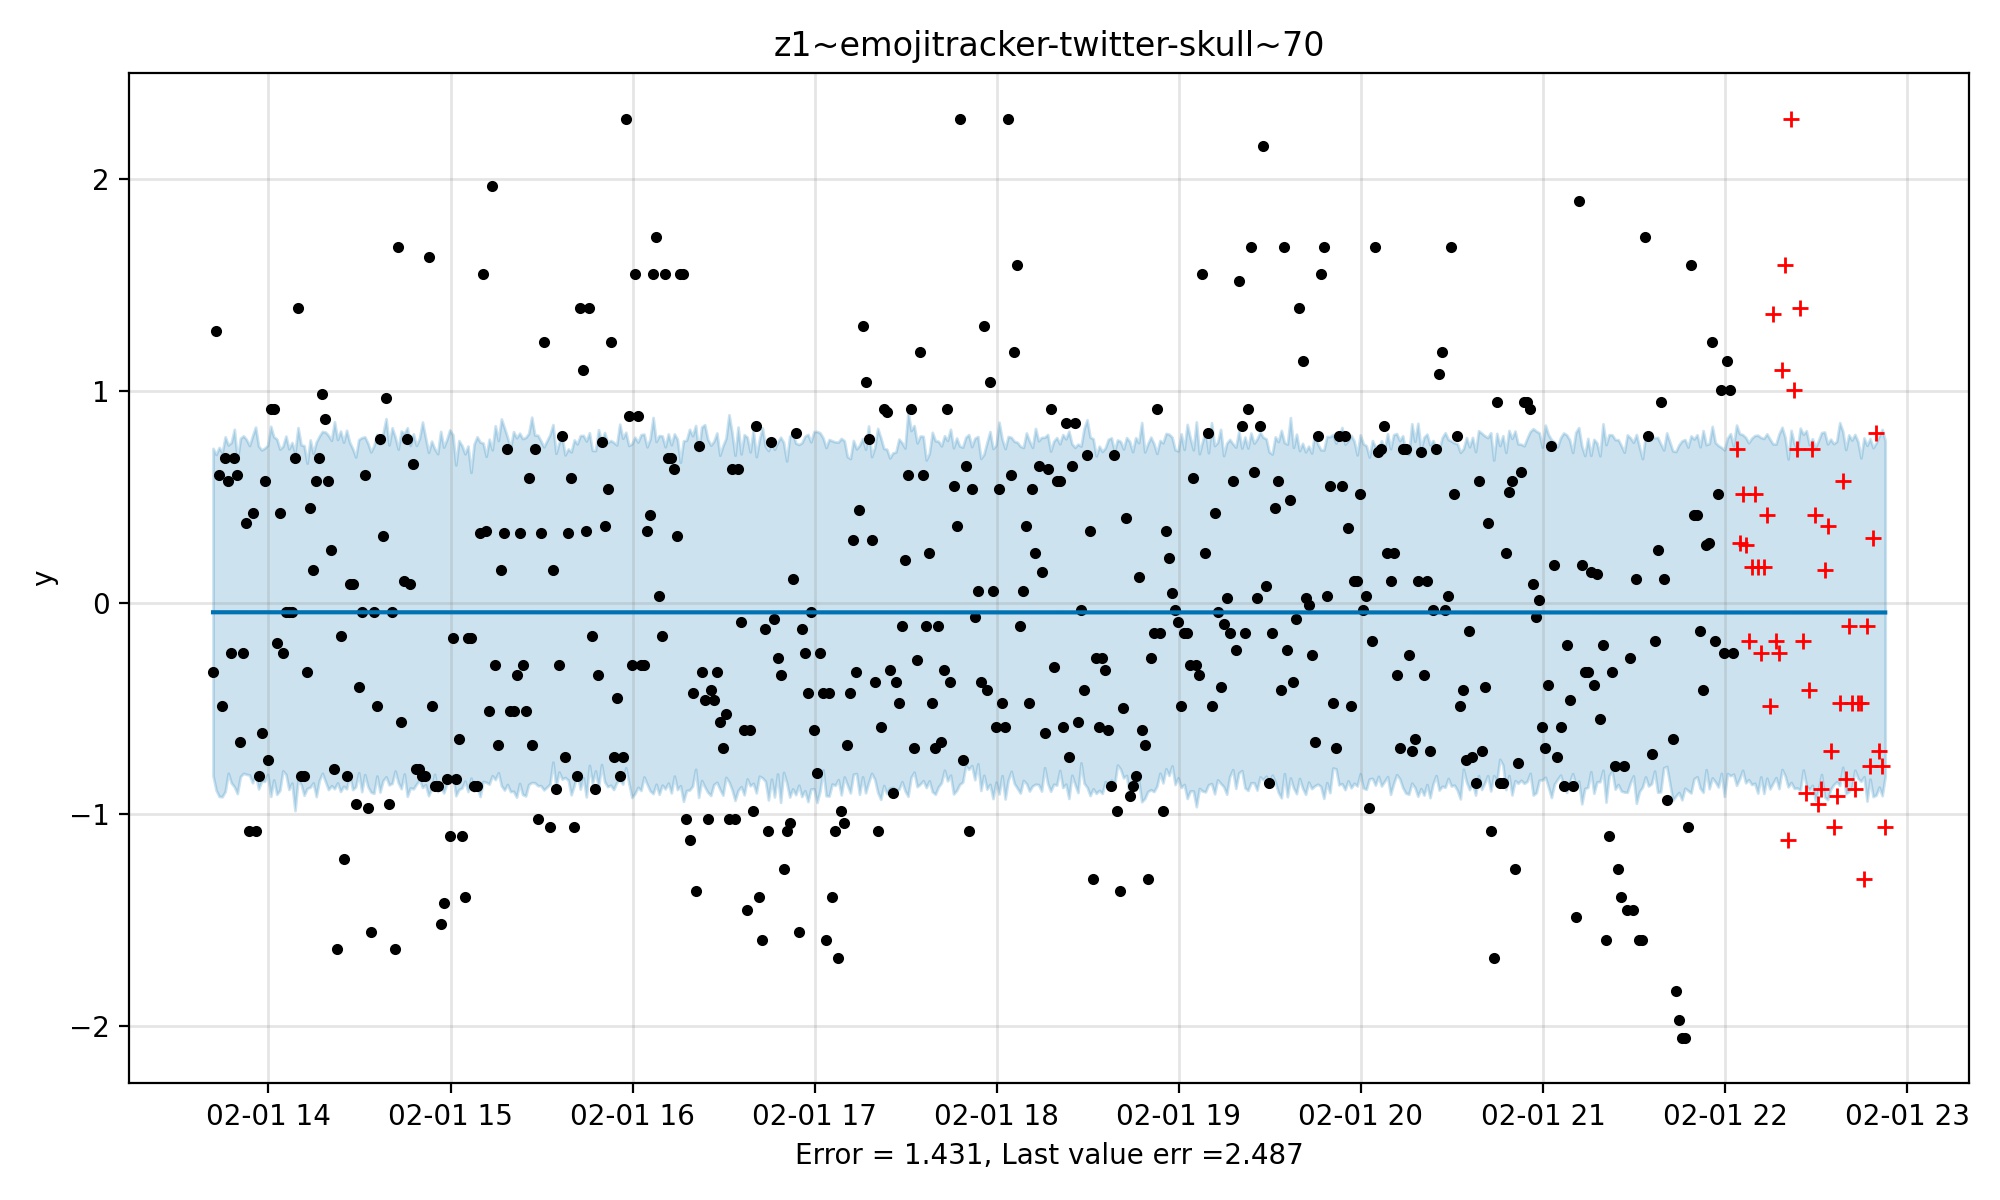 z1~emojitracker-twitter-skull~70
2
1
0
−1
−2
y
02-01 14 02-01 15 02-01 16 02-01 17 02-01 18 02-01 19 02-01 20 02-01 21 02-01 22 02-01 23
Error = 1.431, Last value err =2.487